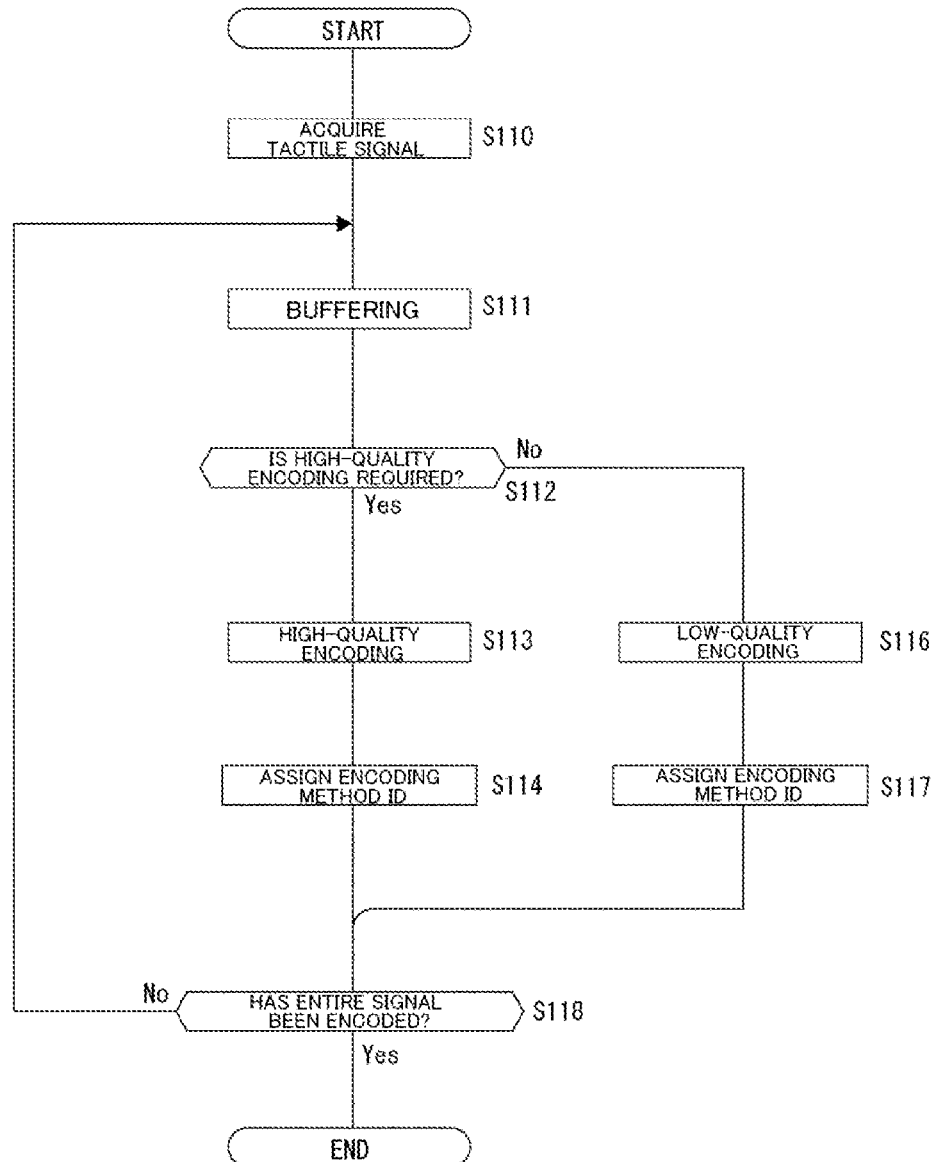 START
ACQUIRE
TACTILE SIGNAL
S110
BUFFERING
S111
IS HIGH-QUALITY
ENCODING REQUIRED?
No
S112
Yes
HIGH-QUALITY
ENCODING
S113
LOW-QUALITY
ENCODING
S116
ASSIGN ENCODING
METHOD ID
S114
ASSIGN ENCODING
METHOD ID
S117
No
HAS ENTIRE SIGNAL
BEEN ENCODED?
S118
Yes
END